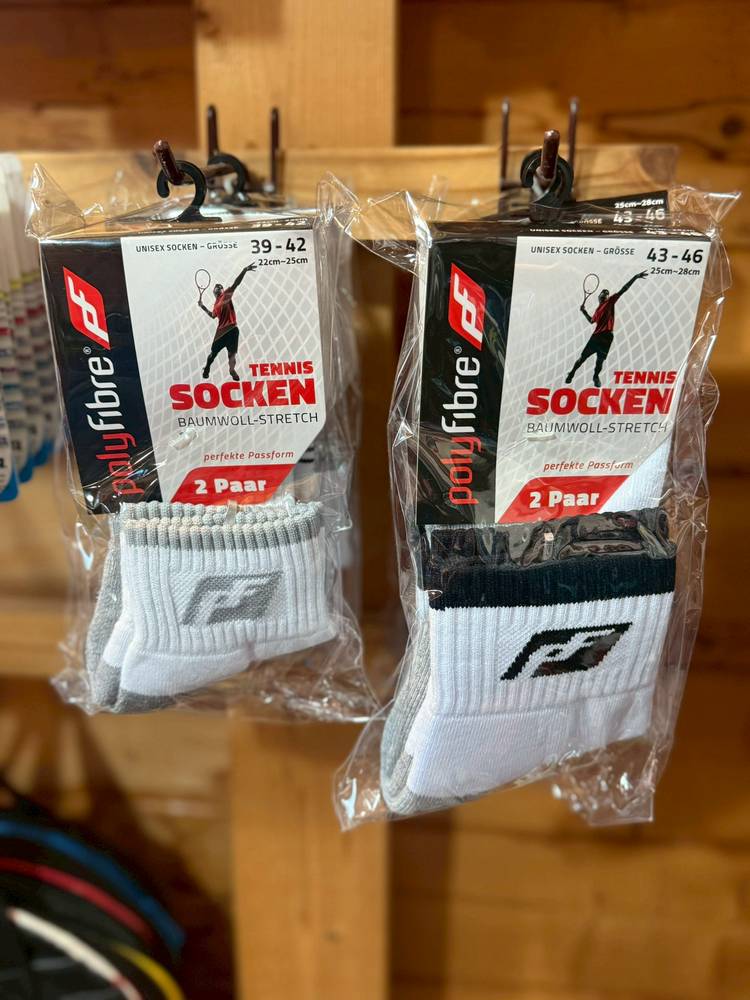 UNISEX SOCKEN – GRÖSSE 39 - 42
22cm~25cm
polyfibre®
TENNIS
SOCKEN
BAUMWOLL-STRETCH
perfekte Passform
2 Paar
25cm~28cm
43 - 46
UNISEX SOCKEN – GRÖSSE 43 - 46
25cm~28cm
polyfibre®
TENNIS
SOCKEN
BAUMWOLL-STRETCH
perfekte Passform
2 Paar